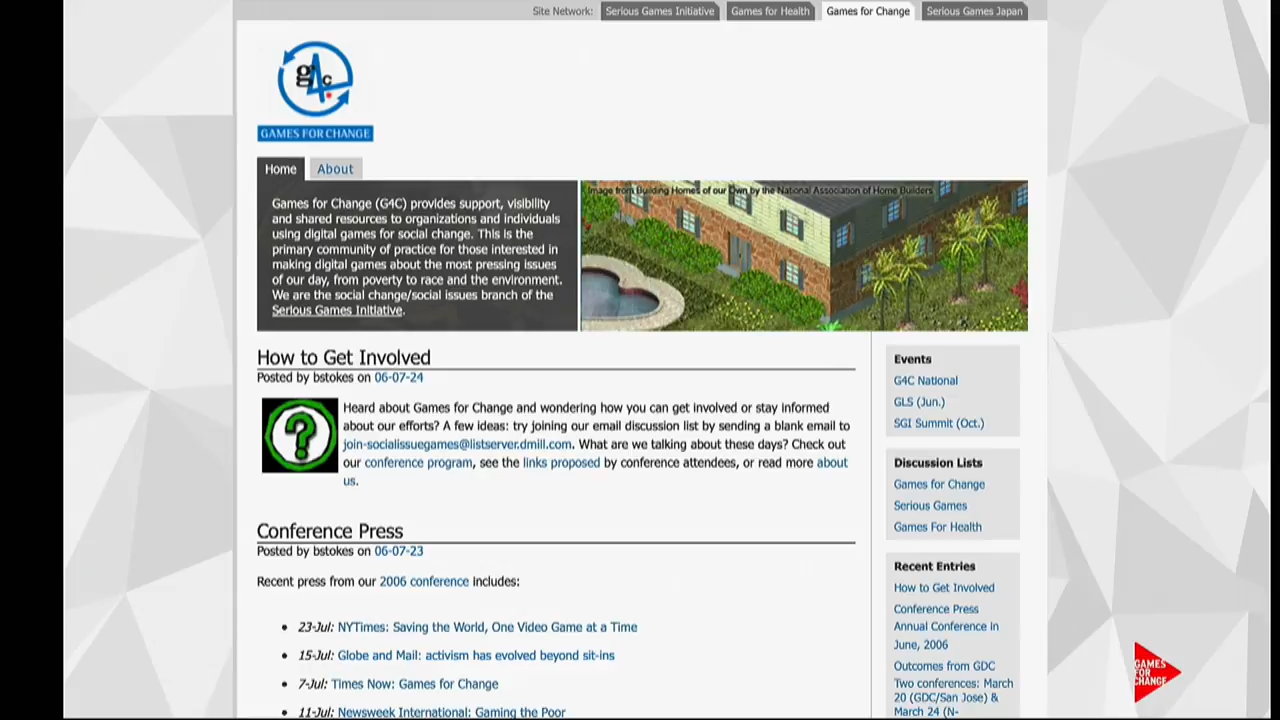 Site Network: Serious Games Initiative Games for Health Games for Change Serious Games Japan
g4c
GAMES FOR CHANGE
Home About
Games for Change (G4C) provides support, visibility
and shared resources to organizations and individuals
using digital games for social change. This is the
primary community of practice for those interested in
making digital games about the most pressing issues
of our day, from poverty to race and the environment.
We are the social change/social issues branch of the
Serious Games Initiative.
Image from Building Homes of our Own by the National Association of Home Builders
How to Get Involved
Posted by bstokes on 06-07-24
Heard about Games for Change and wondering how you can get involved or stay informed
about our efforts? A few ideas: try joining our email discussion list by sending a blank email to
join-socialissuegames@listserver.dmill.com. What are we talking about these days? Check out
our conference program, see the links proposed by conference attendees, or read more about
us.
Conference Press
Posted by bstokes on 06-07-23
Recent press from our 2006 conference includes:
• 23-Jul: NYTimes: Saving the World, One Video Game at a Time
• 15-Jul: Globe and Mail: activism has evolved beyond sit-ins
• 7-Jul: Times Now: Games for Change
• 11-Jul: Newsweek International: Gaming the Poor
Events
G4C National
GLS (Jun.)
SGI Summit (Oct.)
Discussion Lists
Games for Change
Serious Games
Games For Health
Recent Entries
How to Get Involved
Conference Press
Annual Conference in
June, 2006
Outcomes from GDC
Two conferences: March
20 (GDC/San Jose) &
March 24 (N-
GAMES
FOR
CHANGE